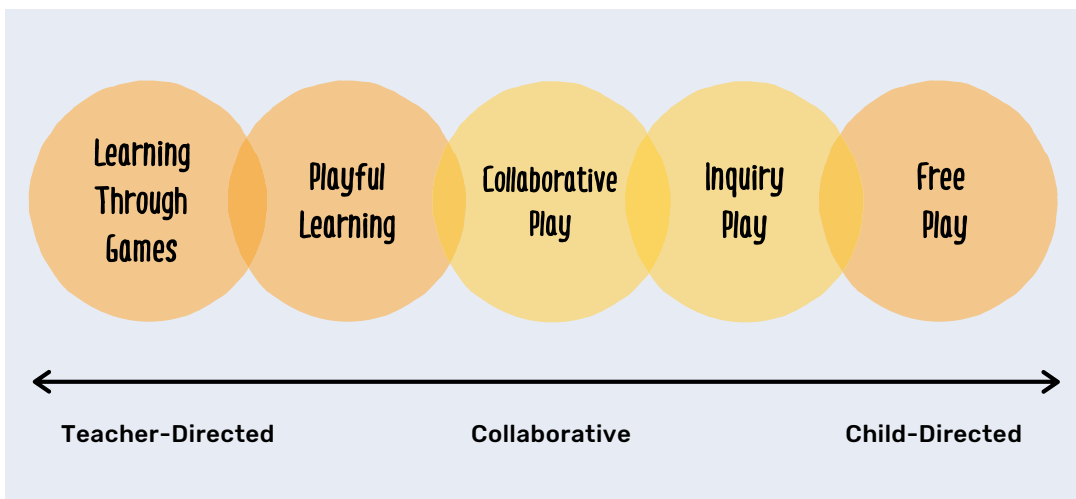 Learning
Through
Games
Playful
Learning
Collaborative
Play
Inquiry
Play
Free
Play
Teacher-Directed
Collaborative
Child-Directed